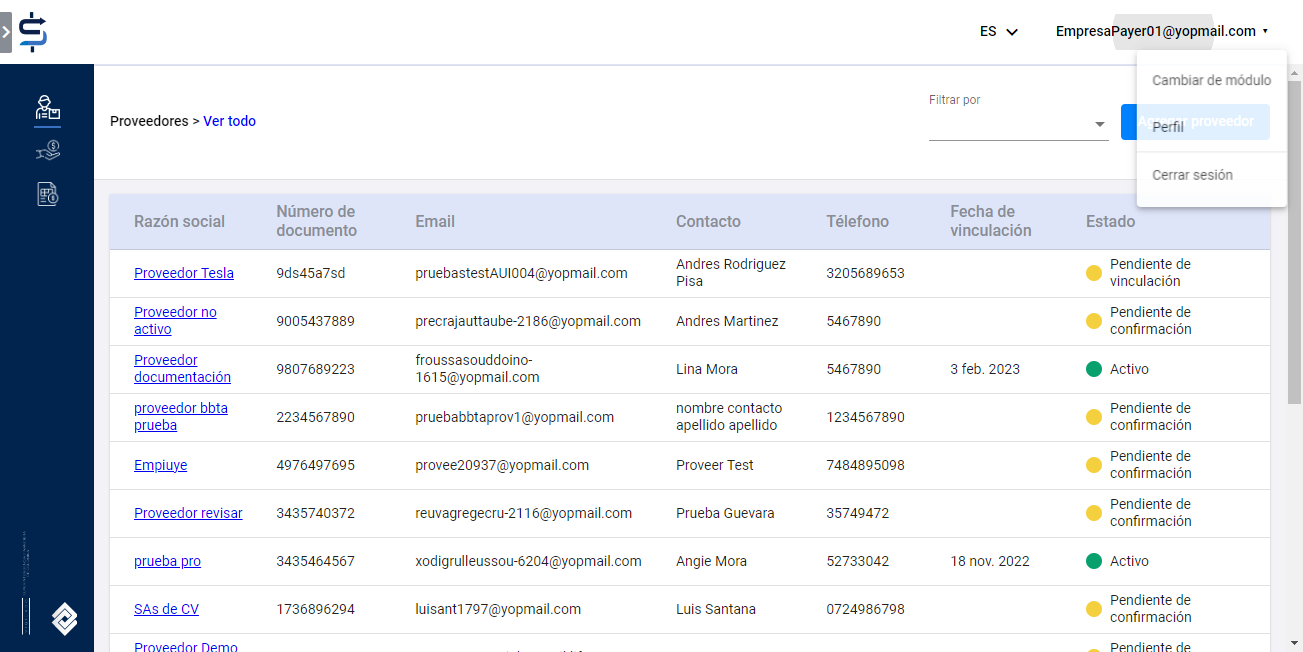 ES
EmpresaPayer01@yopmail.com
Cambiar de módulo
Perfil
Cerrar sesión
Proveedores > Ver todo
Filtrar por
Agregar proveedor
Razón social
Número de
documento
Email
Contacto
Télefono
Fecha de
vinculación
Estado
Proveedor Tesla
9ds45a7sd
pruebastestAUI004@yopmail.com
Andres Rodriguez
Pisa
3205689653
Pendiente de
vinculación
Proveedor no
activo
9005437889
precrajauttaube-2186@yopmail.com
Andres Martinez
5467890
Pendiente de
confirmación
Proveedor
documentación
9807689223
froussasouddoino-
1615@yopmail.com
Lina Mora
5467890
3 feb. 2023
Activo
proveedor bbta
prueba
2234567890
pruebabbtaprov1@yopmail.com
nombre contacto
apellido apellido
1234567890
Pendiente de
confirmación
Empiuye
4976497695
provee20937@yopmail.com
Proveer Test
7484895098
Pendiente de
confirmación
Proveedor revisar
3435740372
reuvagregecru-2116@yopmail.com
Prueba Guevara
35749472
Pendiente de
confirmación
prueba pro
3435464567
xodigrulleussou-6204@yopmail.com
Angie Mora
52733042
18 nov. 2022
Activo
SAs de CV
1736896294
luisant1797@yopmail.com
Luis Santana
0724986798
Pendiente de
confirmación
Proveedor Demo
Pendiente de